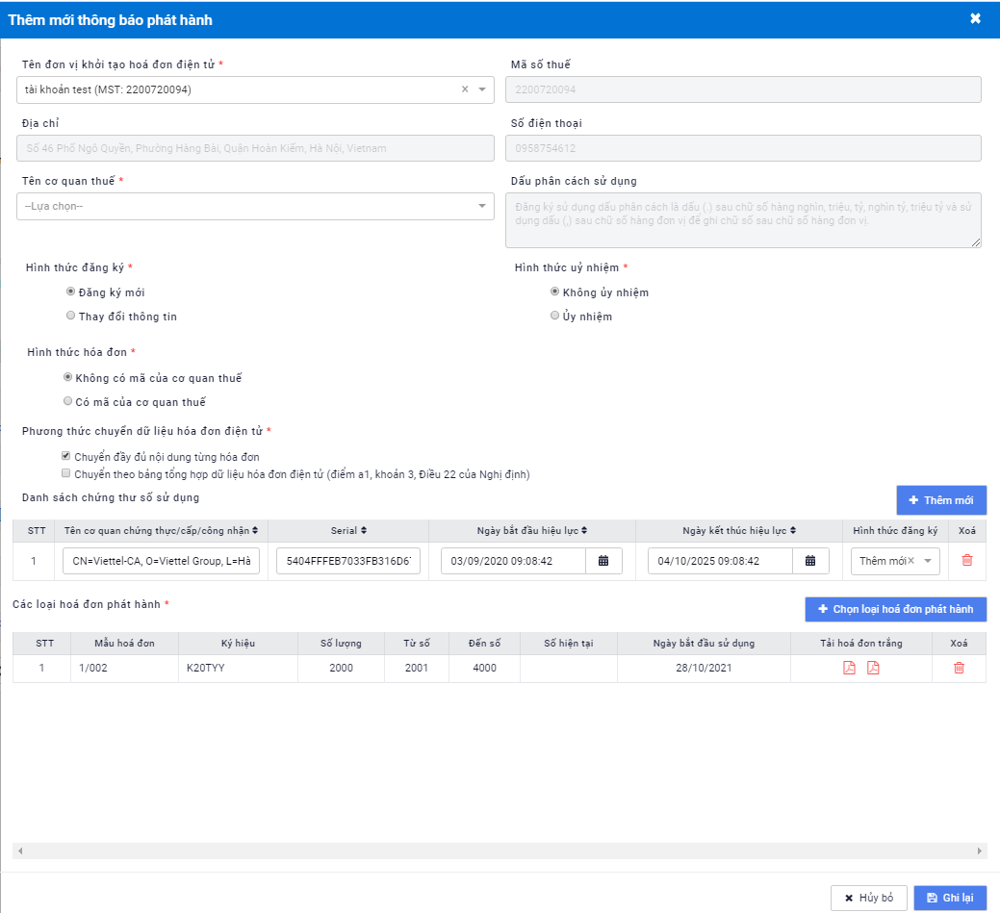 Thêm mới thông báo phát hành
Tên đơn vị khởi tạo hoá đơn điện tử *
Mã số thuế
tài khoản test (MST: 2200720094)
2200720094
Địa chỉ
Số điện thoại
Số 46 Phố Ngô Quyền, Phường Hàng Bài, Quận Hoàn Kiếm, Hà Nội, Vietnam
0958754612
Tên cơ quan thuế *
Dấu phân cách sử dụng
--Lựa chọn--
Đăng ký sử dụng dấu phân cách là dấu (.) sau chữ số hàng nghìn, triệu, tỷ, nghìn tỷ, triệu tỷ và sử
dụng dấu (,) sau chữ số hàng đơn vị để ghi chữ số sau chữ số hàng đơn vị.
Hình thức đăng ký *
Hình thức uỷ nhiệm *
Đăng ký mới
Không ủy nhiệm
Thay đổi thông tin
Ủy nhiệm
Hình thức hóa đơn *
Không có mã của cơ quan thuế
Có mã của cơ quan thuế
Phương thức chuyển dữ liệu hóa đơn điện tử *
Chuyển đầy đủ nội dung từng hóa đơn
Chuyển theo bảng tổng hợp dữ liệu hóa đơn điện tử (điểm a1, khoản 3, Điều 22 của Nghị định)
Danh sách chứng thư số sử dụng
Thêm mới
STT Tên cơ quan chứng thực/cấp/công nhận Serial Ngày bắt đầu hiệu lực Ngày kết thúc hiệu lực Hình thức đăng ký Xoá
1 CN=Viettel-CA, O=Viettel Group, L=Hà 5404FFFEB7033FB316D6 03/09/2020 09:08:42 04/10/2025 09:08:42 Thêm mới
Các loại hoá đơn phát hành *
Chọn loại hoá đơn phát hành
STT Mẫu hoá đơn Ký hiệu Số lượng Từ số Đến số Số hiện tại Ngày bắt đầu sử dụng Tải hoá đơn trắng Xoá
1 1/002 K20TYY 2000 2001 4000 28/10/2021
Hủy bỏ
Ghi lại